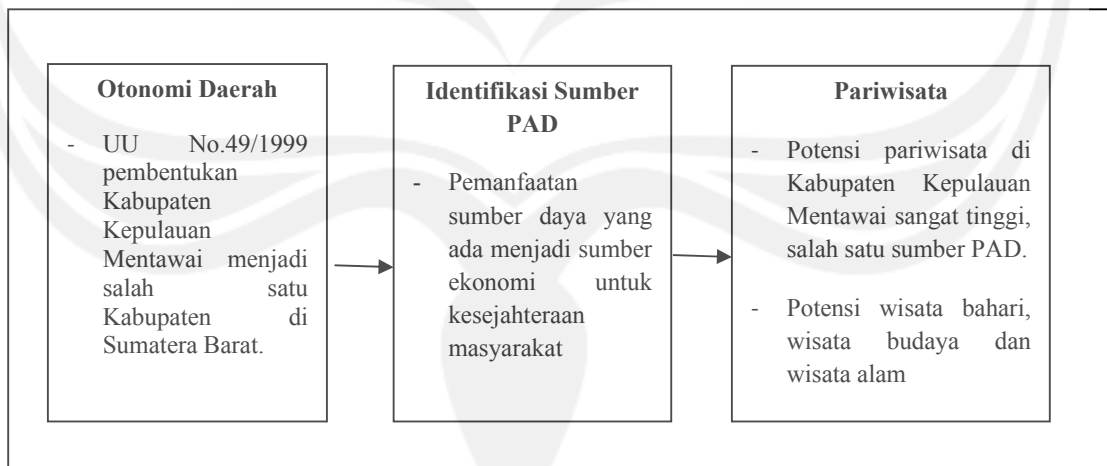 Otonomi Daerah
- UU No.49/1999
pembentukan
Kabupaten
Kepulauan
Mentawai menjadi
salah satu
Kabupaten di
Sumatera Barat.
Identifikasi Sumber
PAD
- Pemanfaatan
sumber daya yang
ada menjadi sumber
ekonomi untuk
kesejahteraan
masyarakat
Pariwisata
- Potensi pariwisata di
Kabupaten Kepulauan
Mentawai sangat tinggi,
salah satu sumber PAD.
- Potensi wisata bahari,
wisata budaya dan
wisata alam